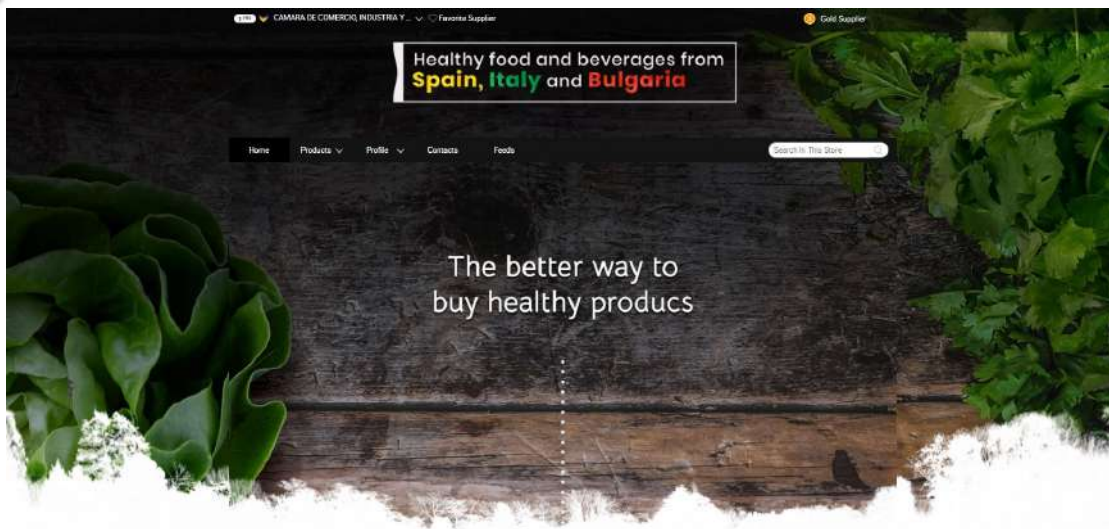 CAMARA DE COMERCIO, INDUSTRIA Y ... Favorite Supplier
Gold Supplier
Healthy food and beverages from
Spain, Italy and Bulgaria
Home Products Profile Contacts Feeds
Search In This Store
The better way to
buy healthy producs